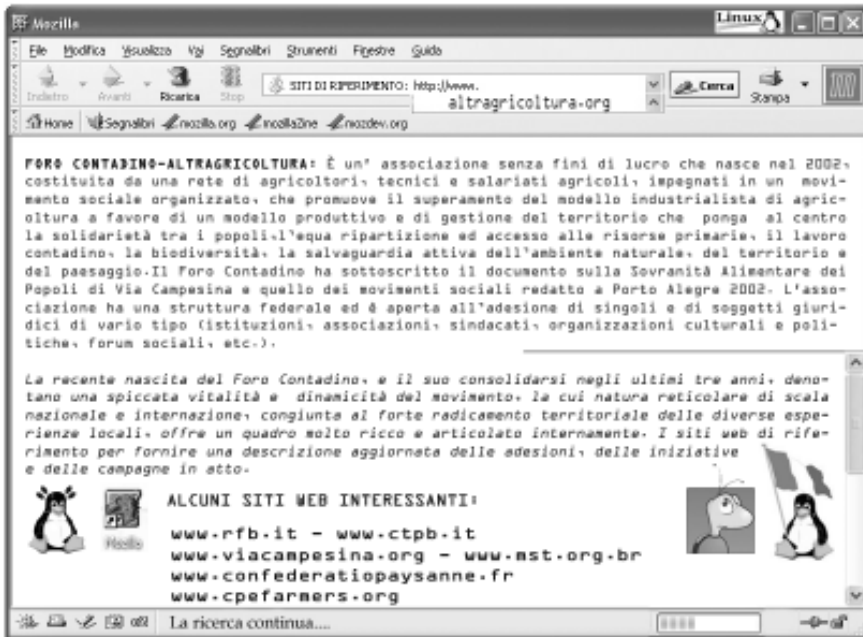 Mozilla
Linux
File Modifica Visualizza Vai Segnalibri Strumenti Finestre Guida
Indietro Avanti Ricarica Stop SITI DI RIFERIMENTO: http://www. Cerca Stampa
altragricoltura.org
Home Segnalibri mozilla.org mozillaZine mozdev.org
FORO CONTADINO-ALTRAGRICOLTURA: È un' associazione senza fini di lucro che nasce nel 2002,
costituita da una rete di agricoltori, tecnici e salariati agricoli, impegnati in un movi-
mento sociale organizzato, che promuove il superamento del modello industrialista di agric-
oltura a favore di un modello produttivo e di gestione del territorio che ponga al centro
la solidarietà tra i popoli,l'equa ripartizione ed accesso alle risorse primarie, il lavoro
contadino, la biodiversità, la salvaguardia attiva dell'ambiente naturale, del territorio e
del paesaggio.Il Foro Contadino ha sottoscritto il documento sulla Sovranità Alimentare dei
Popoli di Via Campesina e quello dei movimenti sociali redatto a Porto Alegre 2002. L'asso-
ciazione ha una struttura federale ed è aperta all'adesione di singoli e di soggetti giuri-
dici di vario tipo (istituzioni, associazioni, sindacati, organizzazioni culturali e poli-
tiche, forum sociali, etc.).
La recente nascita del Foro Contadino, e il suo consolidarsi negli ultimi tre anni, deno-
tano una spiccata vitalità e dinamicità del movimento, la cui natura reticolare di scala
nazionale e internazione, congiunta al forte radicamento territoriale delle diverse espe-
rienze locali, offre un quadro molto ricco e articolato internamente. I siti web di rife-
rimento per fornire una descrizione aggiornata delle adesioni, delle iniziative
e delle campagne in atto.
Mozilla
ALCUNI SITI WEB INTERESSANTI:
www.rfb.it - www.ctpb.it
www.viacampesina.org - www.mst.org.br
www.confederatiopaysanne.fr
www.cpefarmers.org
La ricerca continua....